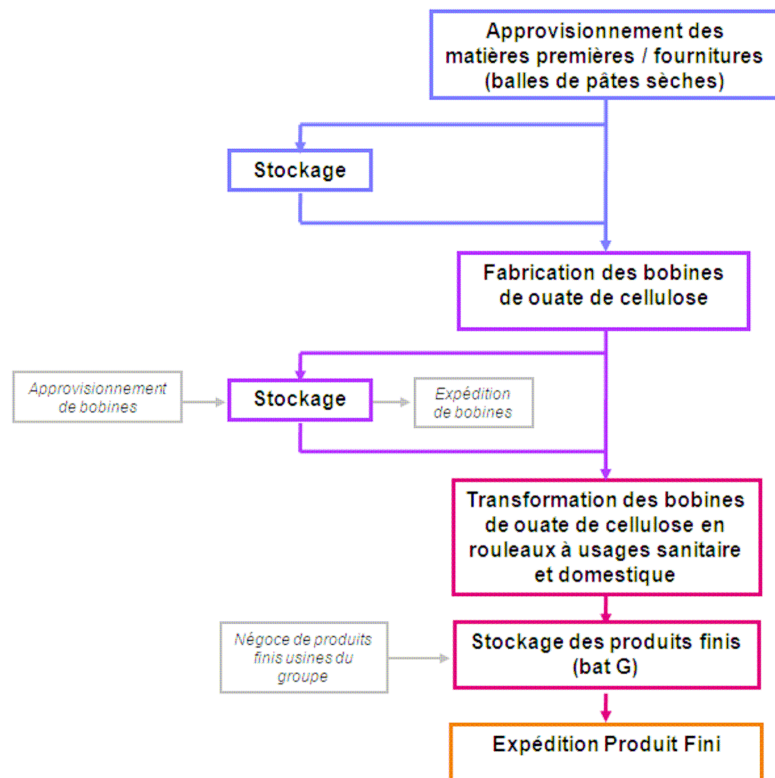 Approvisionnement des
matières premières / fournitures
(balles de pâtes sèches)
Stockage
Fabrication des bobines
de ouate de cellulose
Approvisionnement
de bobines
Stockage
Expédition
de bobines
Transformation des bobines
de ouate de cellulose en
rouleaux à usages sanitaire
et domestique
Négoce de produits
finis usines du
groupe
Stockage des produits finis
(bat G)
Expédition Produit Fini